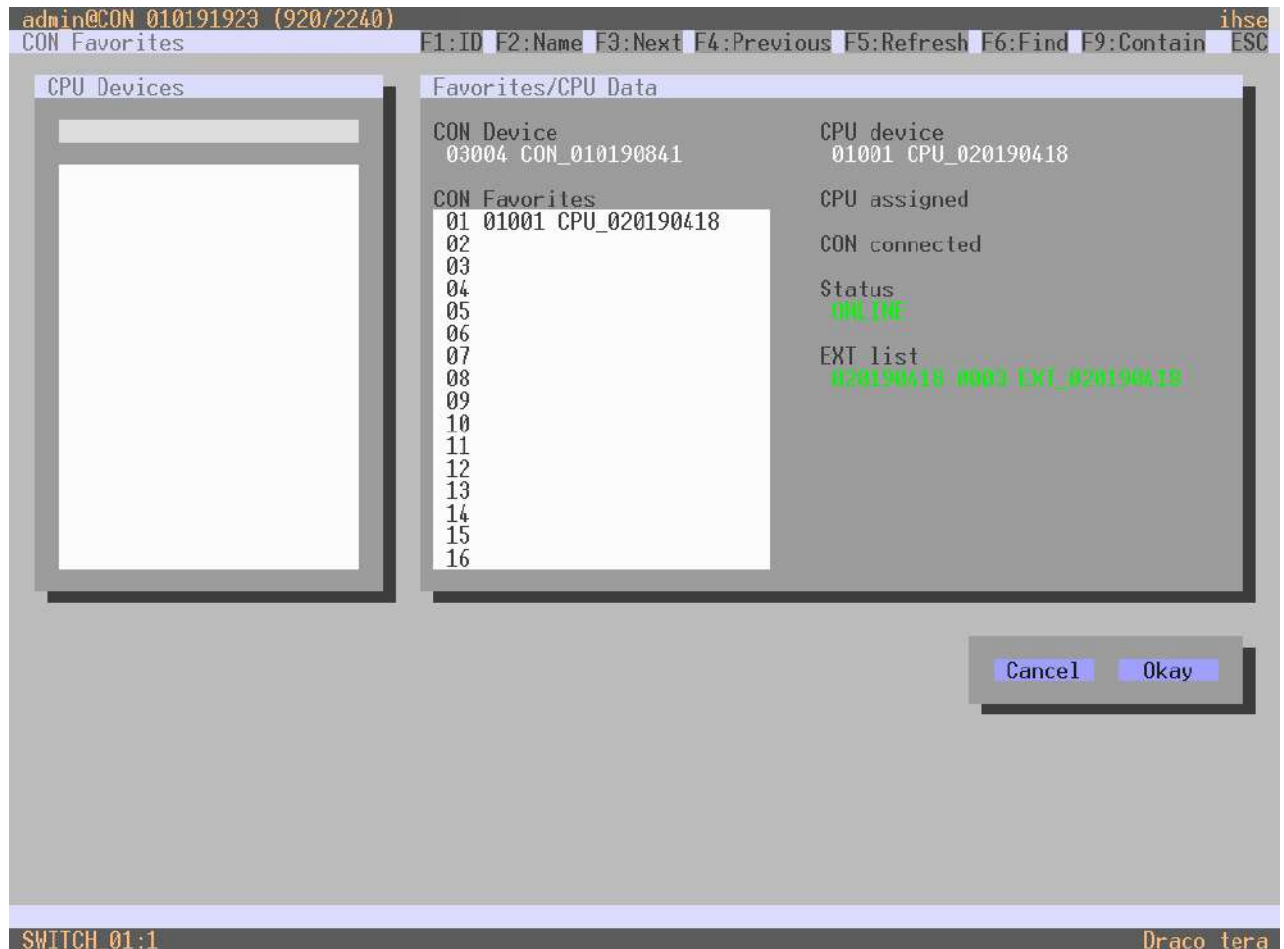 admin@CON 010191923 (920/2240) ihse
CON Favorites F1:ID F2:Name F3:Next F4:Previous F5:Refresh F6:Find F9:Contain ESC
CPU Devices
Favorites/CPU Data
CON Device
03004 CON_010190841
CON Favorites
01 01001 CPU_020190418
02
03
04
05
06
07
08
09
10
11
12
13
14
15
16
CPU device
01001 CPU_020190418
CPU assigned
CON connected
Status
ONLINE
EXT list
020190418 0003 EXT_020190418
Cancel Okay
SWITCH_01:1 Draco tera